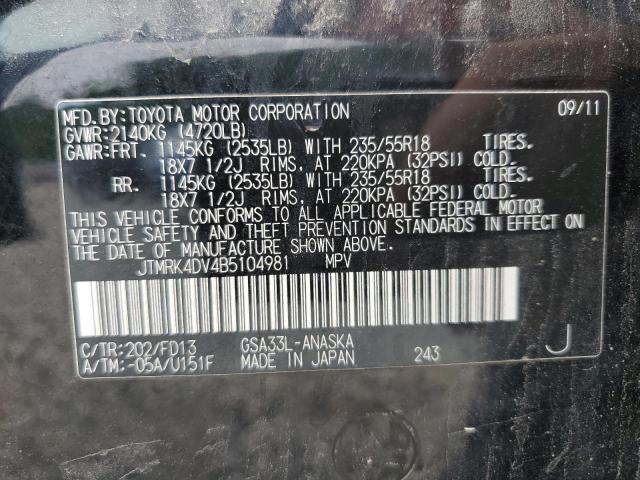 MFD.BY:TOYOTA MOTOR CORPORATION 09/11
GVWR:2140KG (4720LB)
GAWR:FRT. 1145KG (2535LB) WITH 235/55R18 TIRES.
18X7 1/2J RIMS, AT 220KPA (32PSI) COLD.
RR. 1145KG (2535LB) WITH 235/55R18 TIRES.
18X7 1/2J RIMS, AT 220KPA (32PSI) COLD.
THIS VEHICLE CONFORMS TO ALL APPLICABLE FEDERAL MOTOR
VEHICLE SAFETY AND THEFT PREVENTION STANDARDS IN EFFECT ON
THE DATE OF MANUFACTURE SHOWN ABOVE.
JTMRK4DV4B5104981 MPV
C/TR:202/FD13 GSA33L-ANASKA
A/TM:-05A/U151F MADE IN JAPAN 243 J